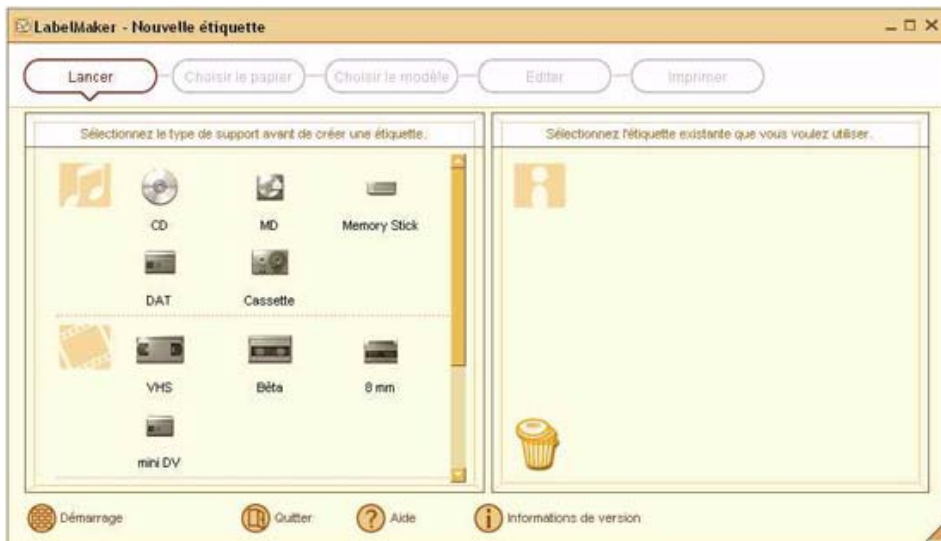 LabelMaker - Nouvelle étiquette
Lancer
Choisir le papier
Choisir le modèle
Editer
Imprimer
Sélectionnez le type de support avant de créer une étiquette.
CD MD Memory Stick
DAT Cassette
VHS Bêta 8 mm
mini DV
Sélectionnez l'étiquette existante que vous voulez utiliser.
Démarrage Quitter Aide Informations de version